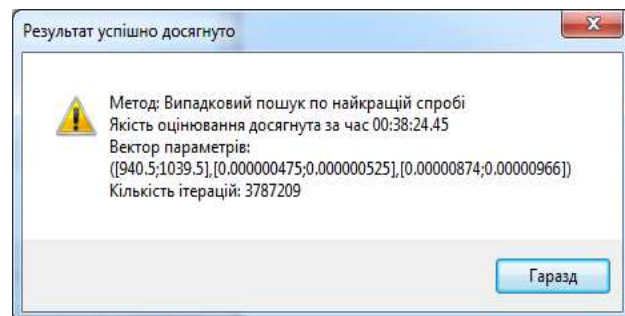 Результат успішно досягнуто
Метод: Випадковий пошук по найкращій спробі
Якість оцінювання досягнута за час 00:38:24.45
Вектор параметрів:
([940.5;1039.5],[0.000000475;0.000000525],[0.00000874;0.00000966])
Кількість ітерацій: 3787209
Гаразд